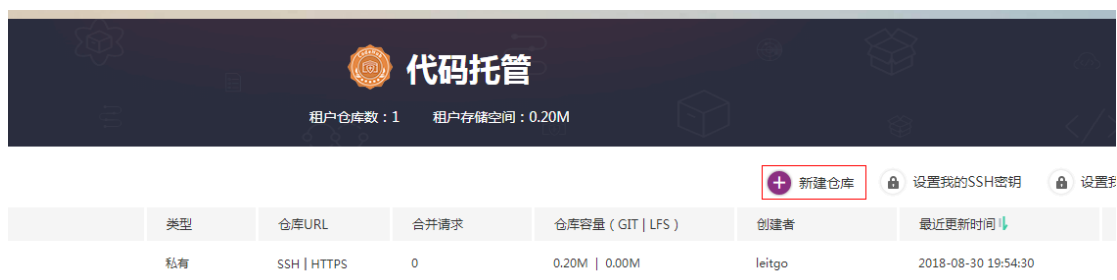 代码托管
租户仓库数：1 租户存储空间：0.20M
新建仓库 设置我的SSH密钥 设置我
类型 仓库URL 合并请求 仓库容量（GIT | LFS） 创建者 最近更新时间
私有 SSH | HTTPS 0 0.20M | 0.00M leitgo 2018-08-30 19:54:30